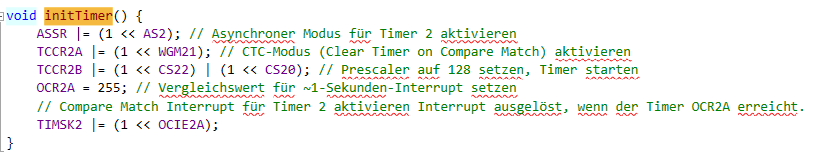 void initTimer() {
ASSR |= (1 << AS2); // Asynchroner Modus für Timer 2 aktivieren
TCCR2A |= (1 << WGM21); // CTC-Modus (Clear Timer on Compare Match) aktivieren
TCCR2B |= (1 << CS22) | (1 << CS20); // Prescaler auf 128 setzen, Timer starten
OCR2A = 255; // Vergleichswert für ~1-Sekunden-Interrupt setzen
// Compare Match Interrupt für Timer 2 aktivieren Interrupt ausgelöst, wenn der Timer OCR2A erreicht.
TIMSK2 |= (1 << OCIE2A);
}